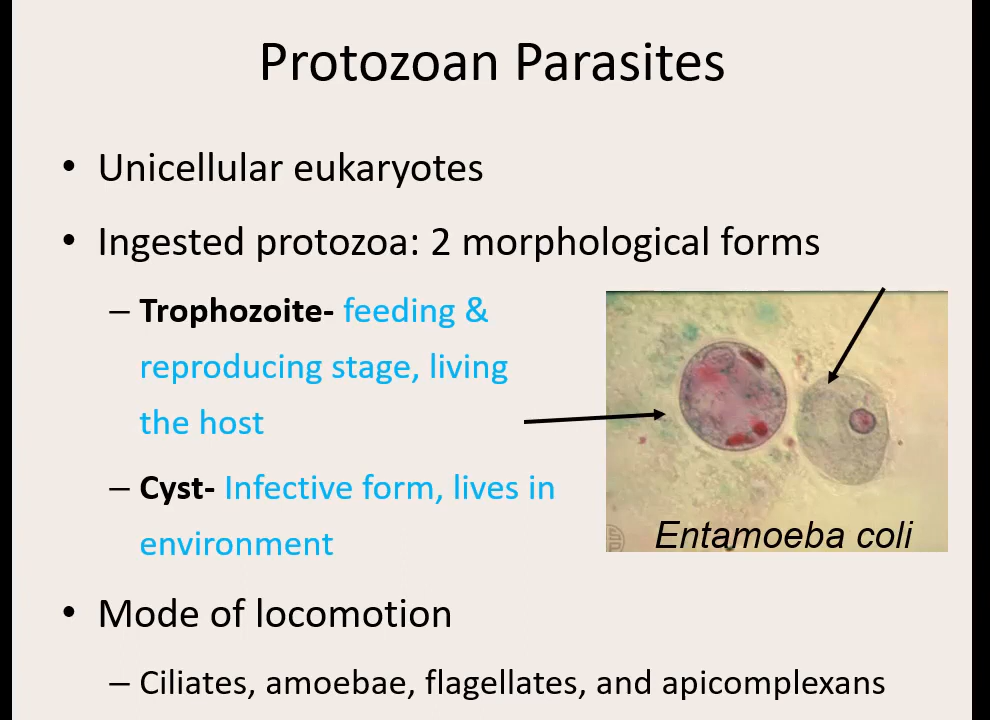 Protozoan Parasites
• Unicellular eukaryotes
• Ingested protozoa: 2 morphological forms
– Trophozoite- feeding &
reproducing stage, living
the host
– Cyst- Infective form, lives in
environment
Entamoeba coli
• Mode of locomotion
– Ciliates, amoebae, flagellates, and apicomplexans